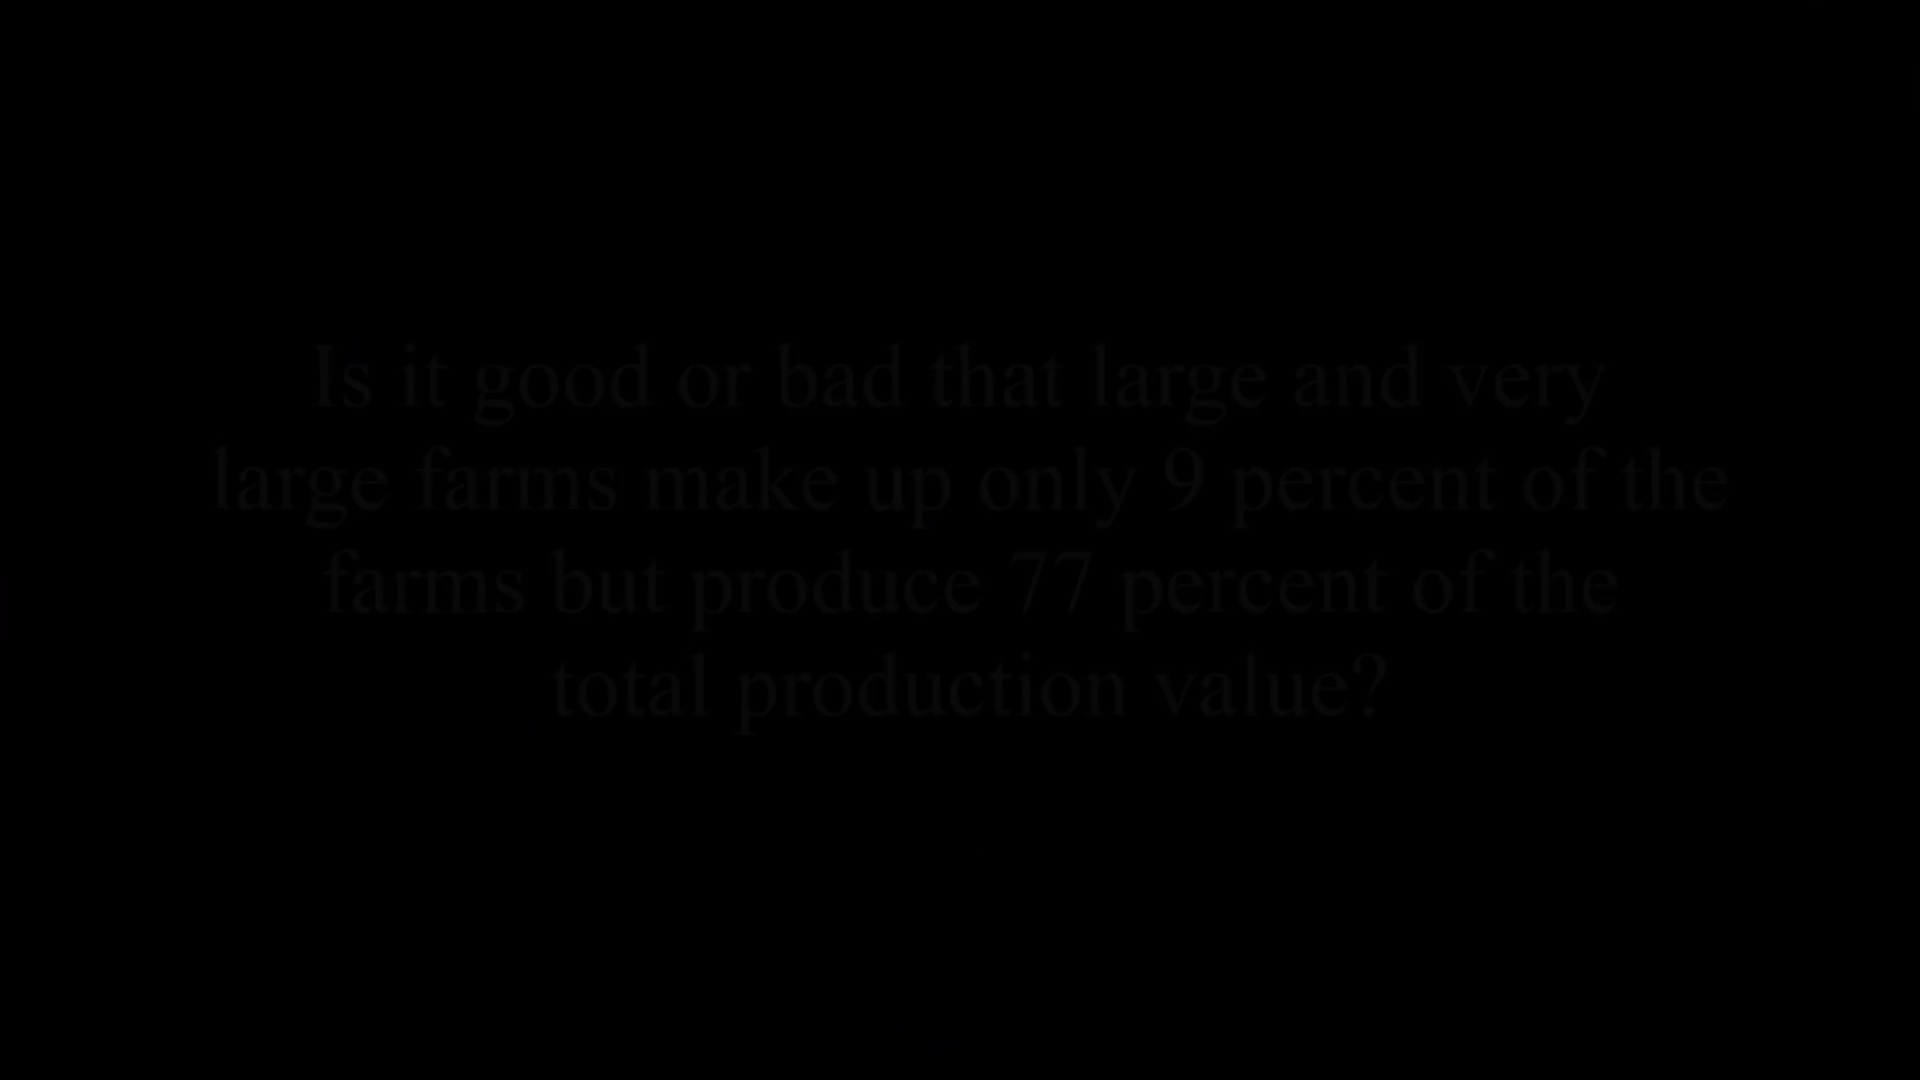 Is it good or bad that large and very
large farms make up only 9 percent of the
farms but produce 77 percent of the
total production value?